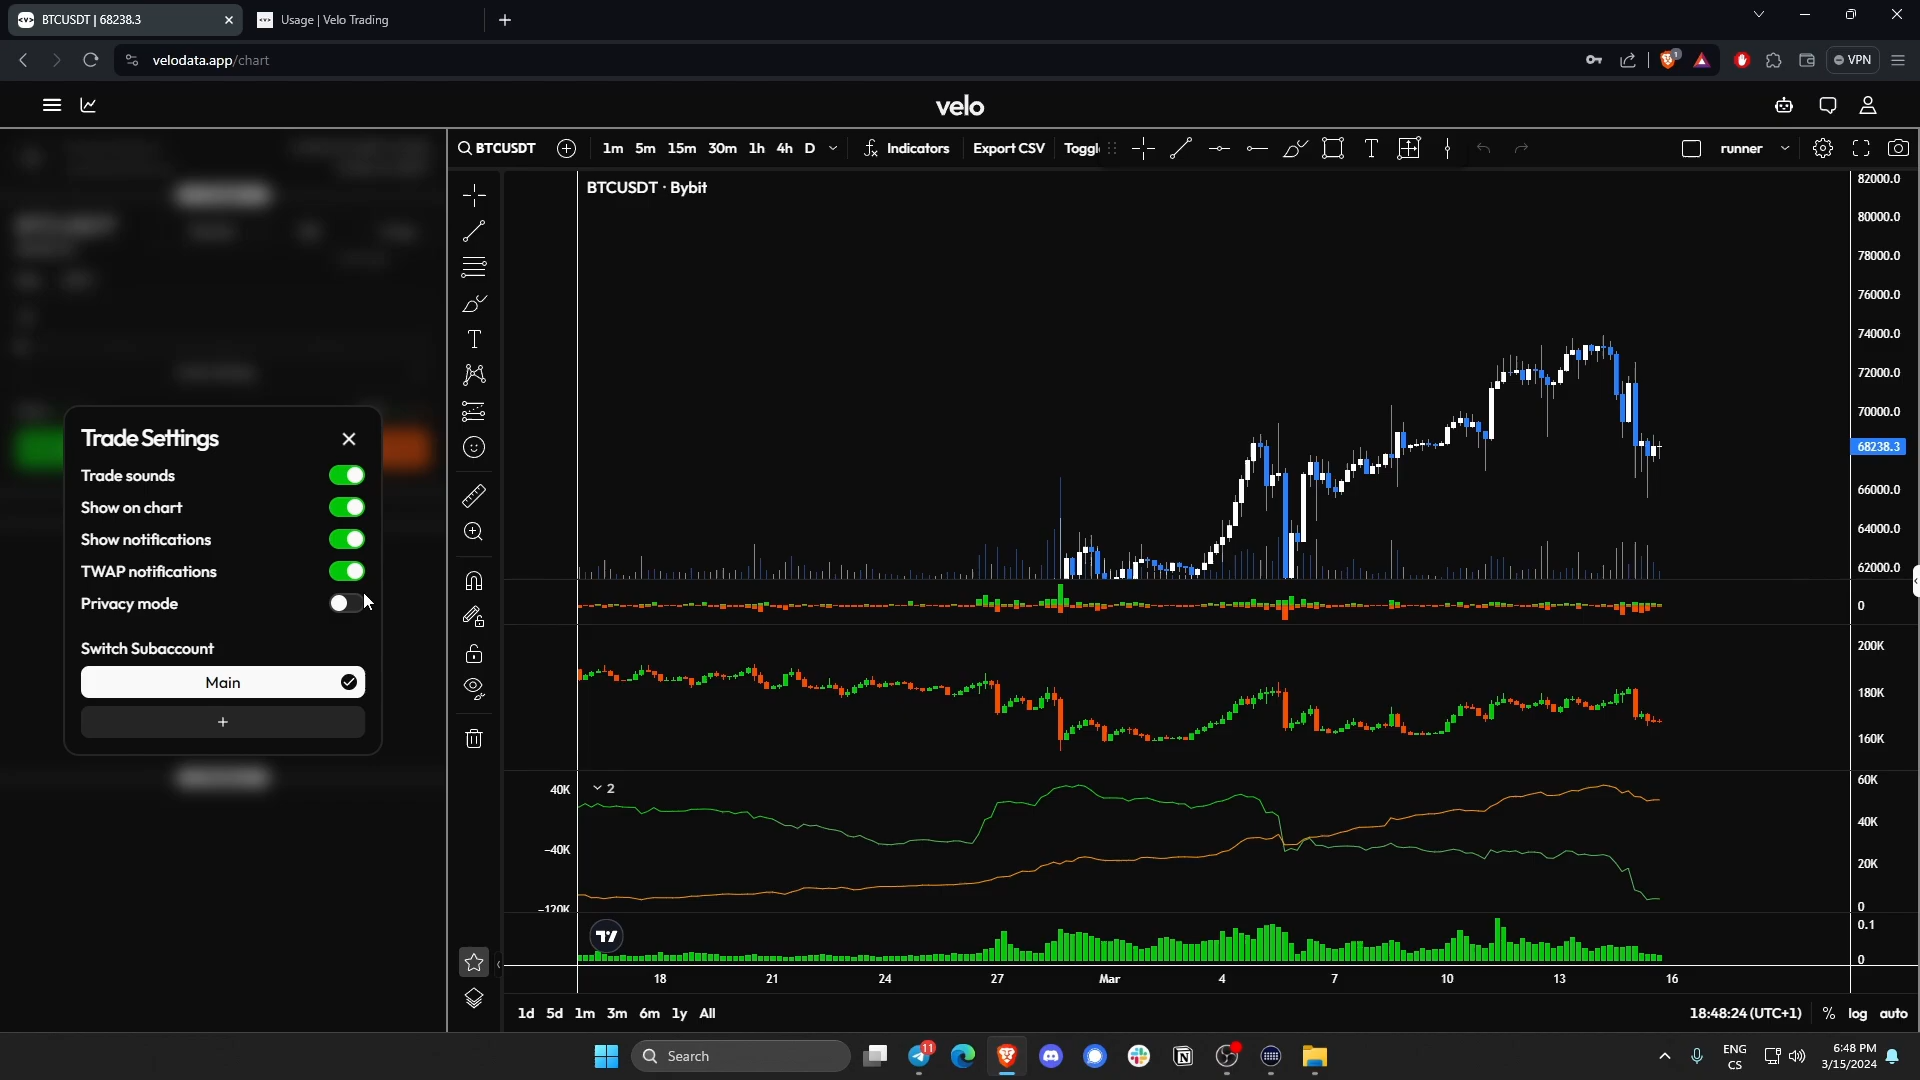 BTCUSDT | 68238.3
Usage | Velo Trading
velodata.app/chart
1
VPN
velo
BTCUSDT
1m 5m 15m 30m 1h 4h D
Indicators
Export CSV
Toggl
runner
BTCUSDT · Bybit
82000.0
80000.0
78000.0
76000.0
74000.0
72000.0
70000.0
68238.3
66000.0
64000.0
62000.0
0
200K
180K
160K
60K
40K
20K
0
0.1
0
40K
-40K
-120K
2
Trade Settings
Trade sounds
Show on chart
Show notifications
TWAP notifications
Privacy mode
Switch Subaccount
Main
+
18 21 24 27 Mar 4 7 10 13 16
1d 5d 1m 3m 6m 1y All
18:48:24 (UTC+1) % log auto
Search
11
ENG
CS
6:48 PM
3/15/2024